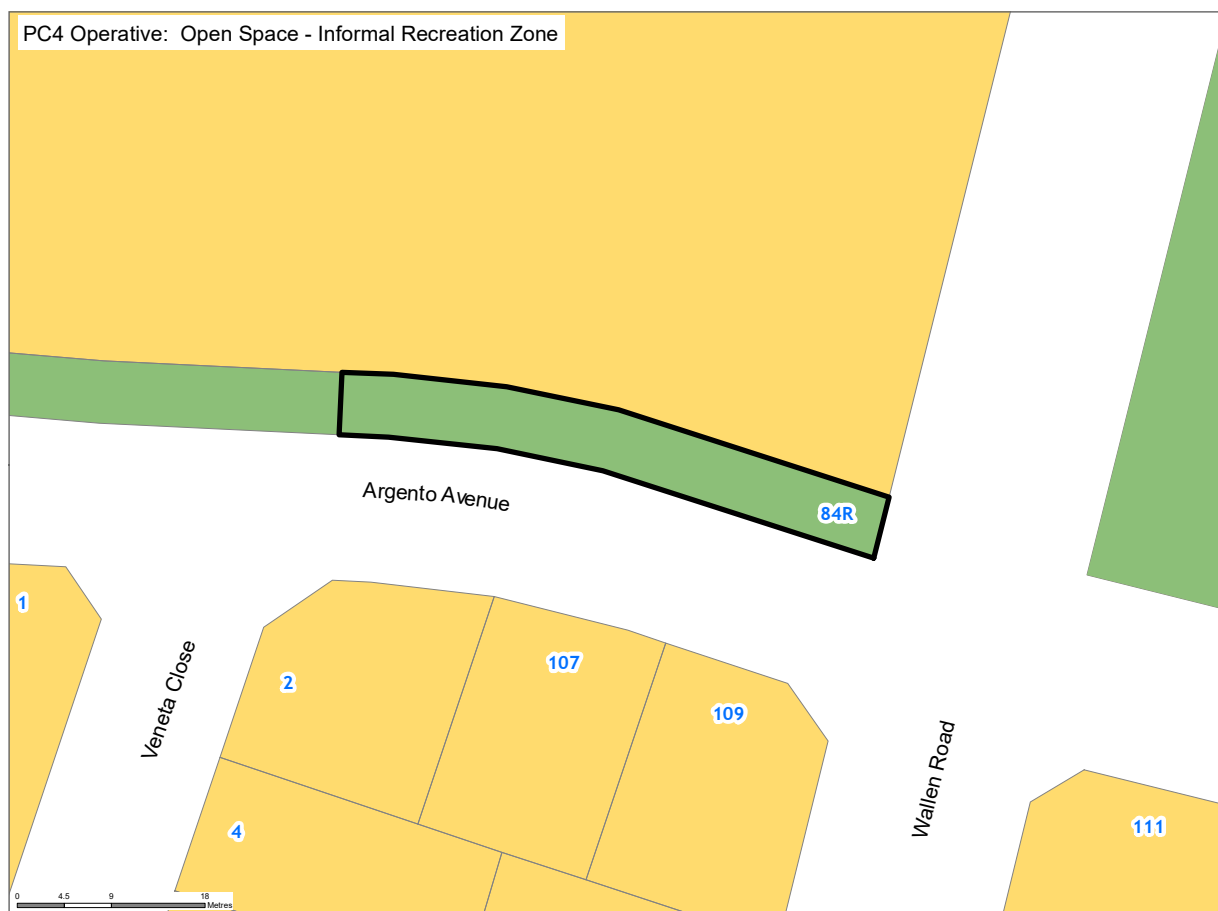 PC4 Operative: Open Space - Informal Recreation Zone
84R
Argento Avenue
1
107
2
109
Veneta Close
Wallen Road
4
111
0 4.5 9 18
Metres